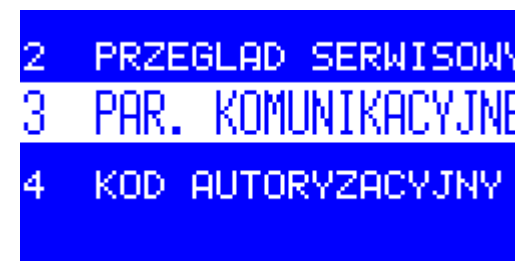 2 PRZEGLAD SERWISOWY
3 PAR. KOMUNIKACYJNE
4 KOD AUTORYZACYJNY